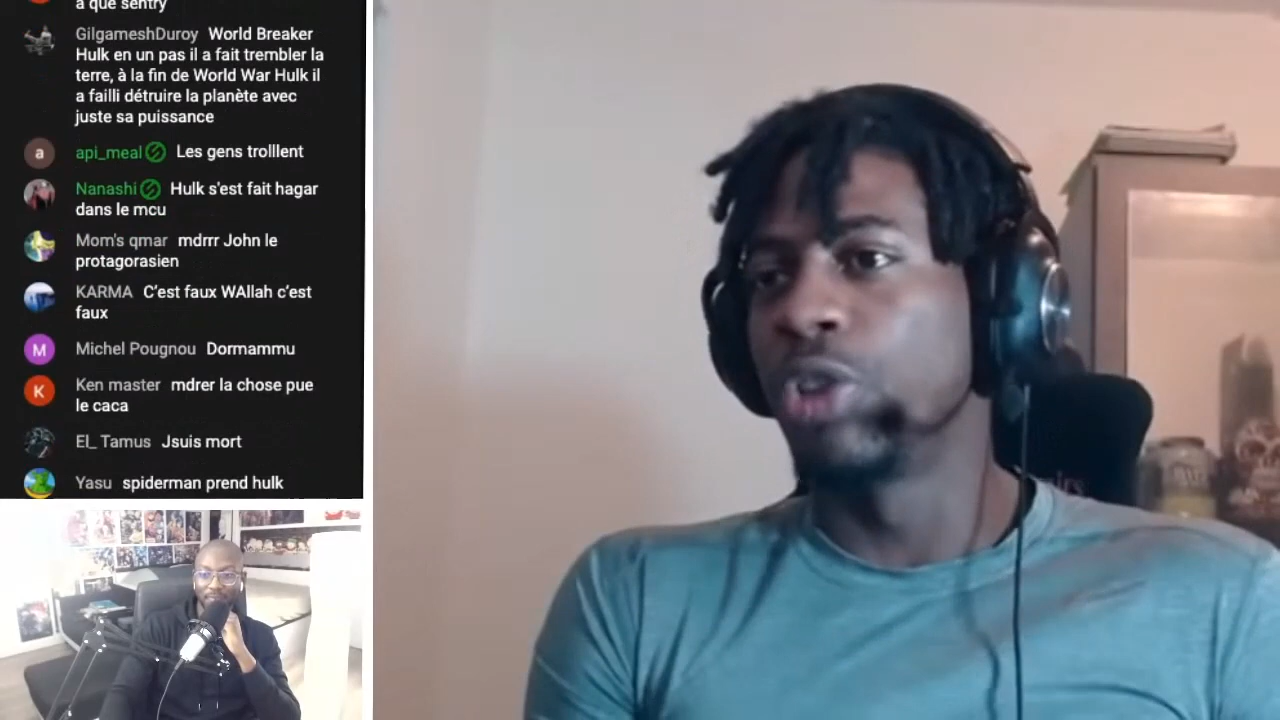 a que sentry
GilgameshDuroy World Breaker
Hulk en un pas il a fait trembler la
terre, à la fin de World War Hulk il
a failli détruire la planète avec
juste sa puissance
a
api_meal Les gens trolllent
Nanashi Hulk s'est fait hagar
dans le mcu
Mom's qmar mdrrr John le
protagorasien
KARMA C'est faux WAllah c'est
faux
M
Michel Pougnou Dormammu
K
Ken master mdrer la chose pue
le caca
El_ Tamus Jsuis mort
Yasu spiderman prend hulk